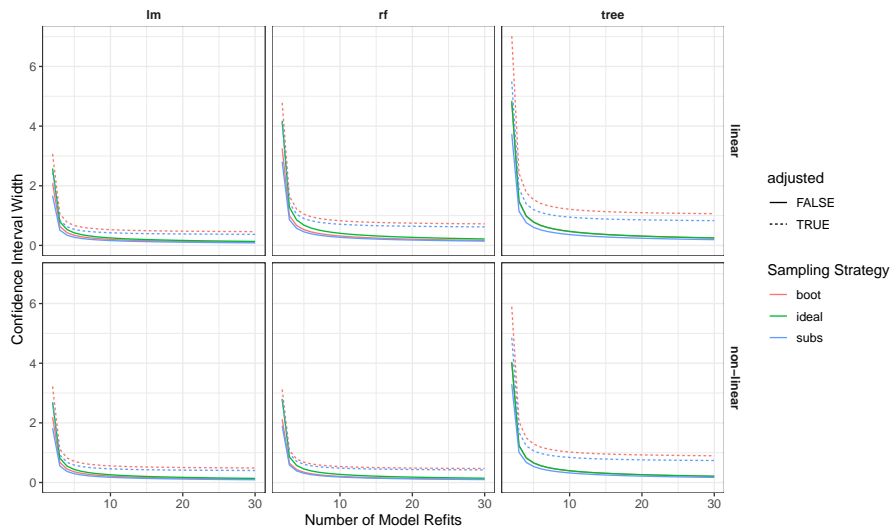 lm rf tree
Confidence Interval Width
6
4
2
0
linear
6
4
2
0
non−linear
10 20 30 10 20 30 10 20 30
Number of Model Refits
adjusted
FALSE
TRUE
Sampling Strategy
boot
ideal
subs